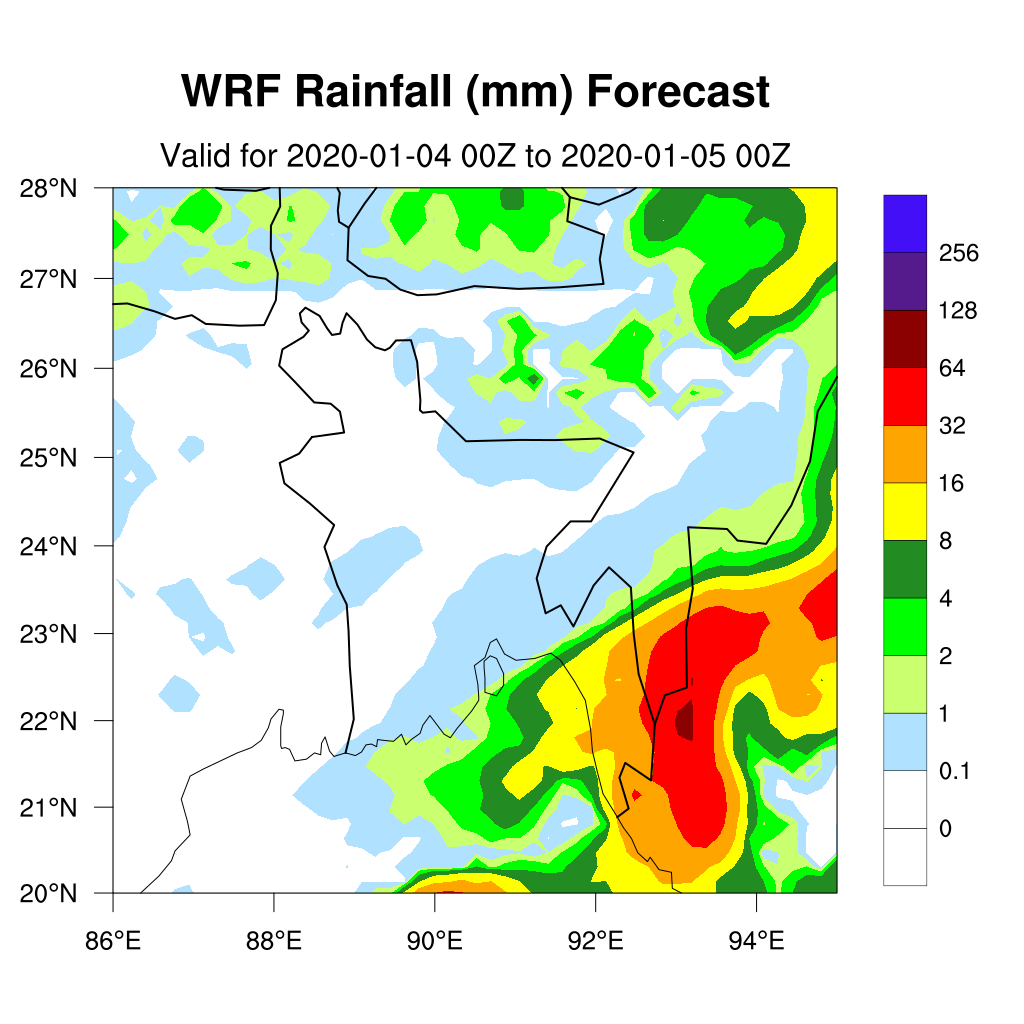 WRF Rainfall (mm) Forecast
Valid for 2020-01-04 00Z to 2020-01-05 00Z
28°N
27°N
26°N
25°N
24°N
23°N
22°N
21°N
20°N
86°E
88°E
90°E
92°E
94°E
256
128
64
32
16
8
4
2
1
0.1
0